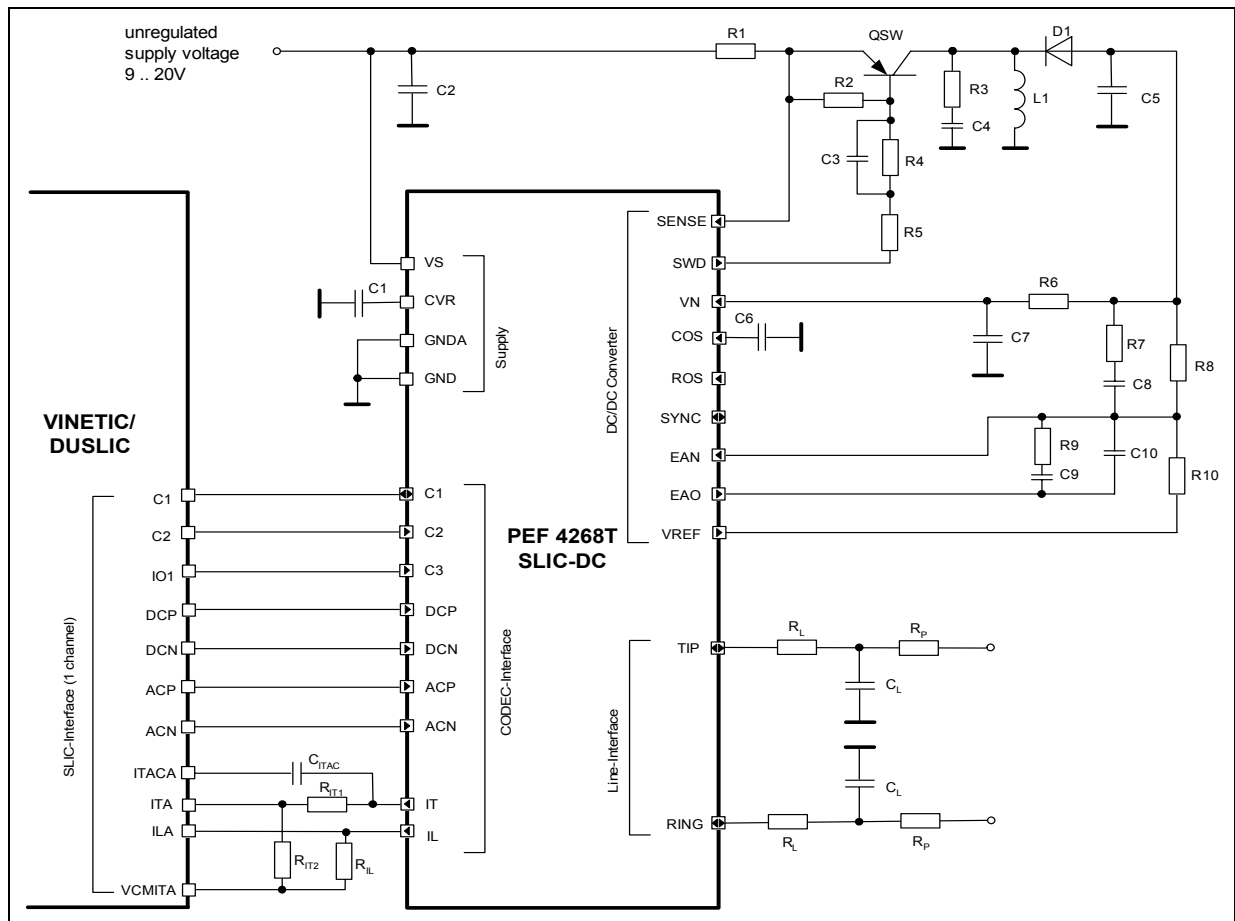 unregulated
supply voltage
9 .. 20V
R1
QSW
D1
C2
R2
R3
L1
C5
C4
C3
R4
R5
SENSE
SWD
VN
COS
ROS
SYNC
EAN
EAO
VREF
DC/DC Converter
R6
C6
C7
R7
C8
R8
R9
C9
C10
R10
VS
CVR
GNDA
GND
Supply
C1
VINETIC/
DUSLIC
C1
C2
IO1
DCP
DCN
ACP
ACN
ITACA
ITA
ILA
VCMITA
SLIC-Interface (1 channel)
CITAC
RIT1
RIT2
RIL
C1
C2
C3
DCP
DCN
ACP
ACN
IT
IL
CODEC-Interface
PEF 4268T
SLIC-DC
TIP
RING
Line-Interface
RL
RP
CL
CL
RL
RP